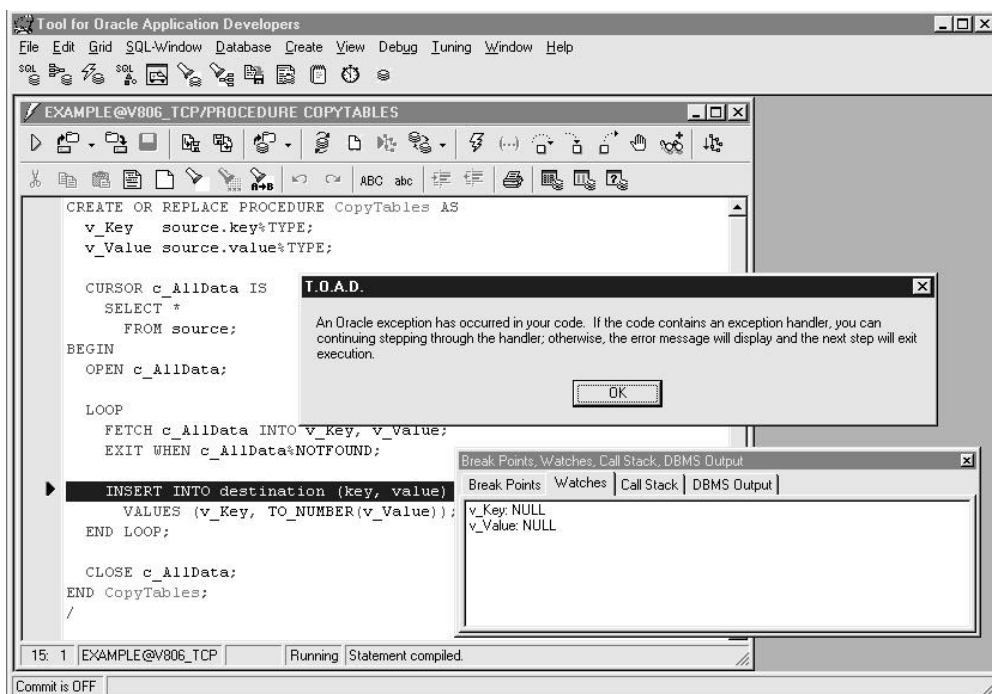 Tool for Oracle Application Developers
File Edit Grid SQL-Window Database Create View Debug Tuning Window Help
SQL SQL
EXAMPLE@V806_TCP/PROCEDURE COPYTABLES
A→B ABC abc
CREATE OR REPLACE PROCEDURE CopyTables AS
v_Key source.key%TYPE;
v_Value source.value%TYPE;
CURSOR c_AllData IS
SELECT *
FROM source;
BEGIN
OPEN c_AllData;
LOOP
FETCH c_AllData INTO v_Key, v_Value;
EXIT WHEN c_AllData%NOTFOUND;
INSERT INTO destination (key, value)
VALUES (v_Key, TO_NUMBER(v_Value));
END LOOP;
CLOSE c_AllData;
END CopyTables;
/
T.O.A.D.
An Oracle exception has occurred in your code. If the code contains an exception handler, you can
continuing stepping through the handler; otherwise, the error message will display and the next step will exit
execution.
OK
Break Points, Watches, Call Stack, DBMS Output
Break Points Watches Call Stack DBMS Output
v_Key: NULL
v_Value: NULL
15: 1 EXAMPLE@V806_TCP Running Statement compiled.
Commit is OFF